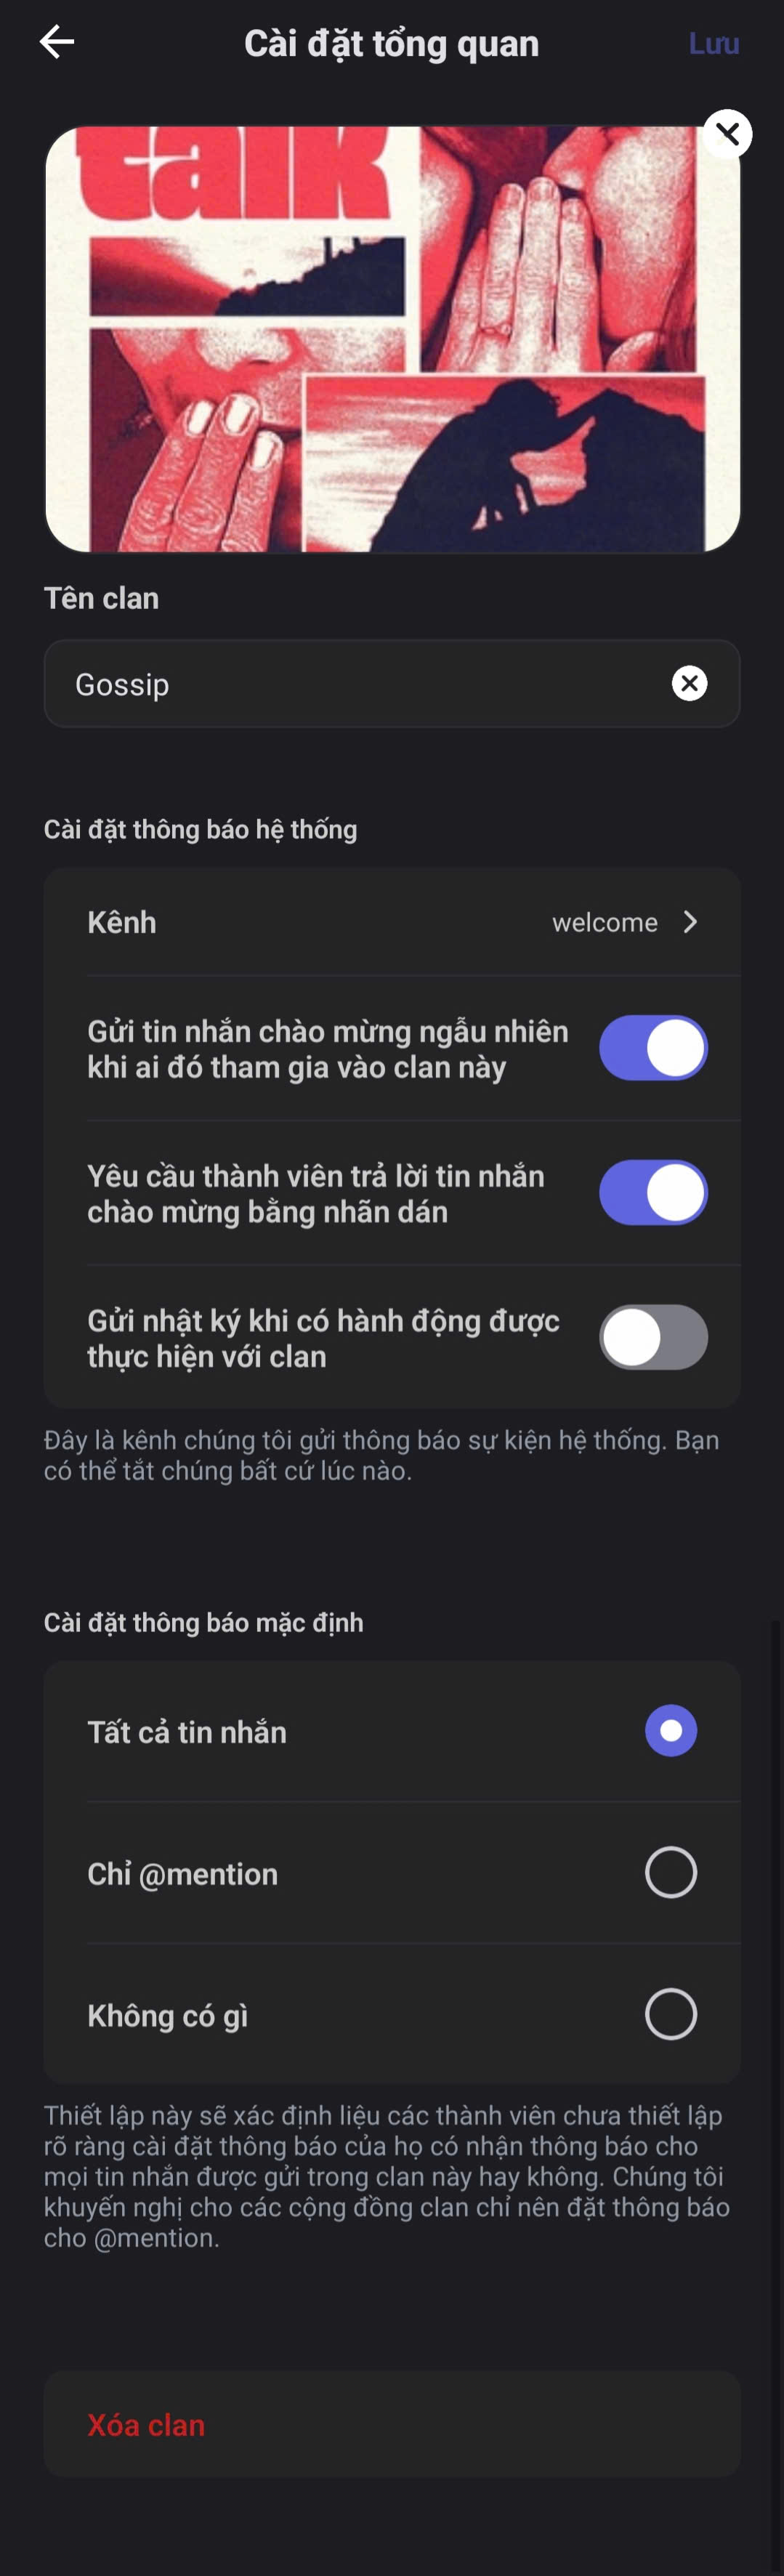 Cài đặt tổng quan
Lưu
talk
Tên clan
Gossip
Cài đặt thông báo hệ thống
Kênh
welcome
Gửi tin nhắn chào mừng ngẫu nhiên
khi ai đó tham gia vào clan này
Yêu cầu thành viên trả lời tin nhắn
chào mừng bằng nhãn dán
Gửi nhật ký khi có hành động được
thực hiện với clan
Đây là kênh chúng tôi gửi thông báo sự kiện hệ thống. Bạn
có thể tắt chúng bất cứ lúc nào.
Cài đặt thông báo mặc định
Tất cả tin nhắn
Chỉ @mention
Không có gì
Thiết lập này sẽ xác định liệu các thành viên chưa thiết lập
rõ ràng cài đặt thông báo của họ có nhận thông báo cho
mọi tin nhắn được gửi trong clan này hay không. Chúng tôi
khuyến nghị cho các cộng đồng clan chỉ nên đặt thông báo
cho @mention.
Xóa clan